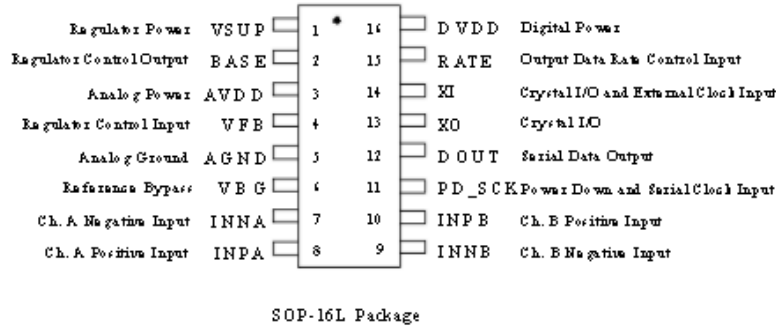 Regulator Power VSUP 1 16 DVDD Digital Power
Regulator Control Output BASE 2 15 RATE Output Data Rate Control Input
Analog Power AVDD 3 14 XI Crystal I/O and External Clock Input
Regulator Control Input VFB 4 13 XO Crystal I/O
Analog Ground AGND 5 12 DOUT Serial Data Output
Reference Bypass VBG 6 11 PD_SCK Power Down and Serial Clock Input
Ch. A Negative Input INNA 7 10 INPB Ch. B Positive Input
Ch. A Positive Input INPA 8 9 INNB Ch. B Negative Input
SOP-16L Package